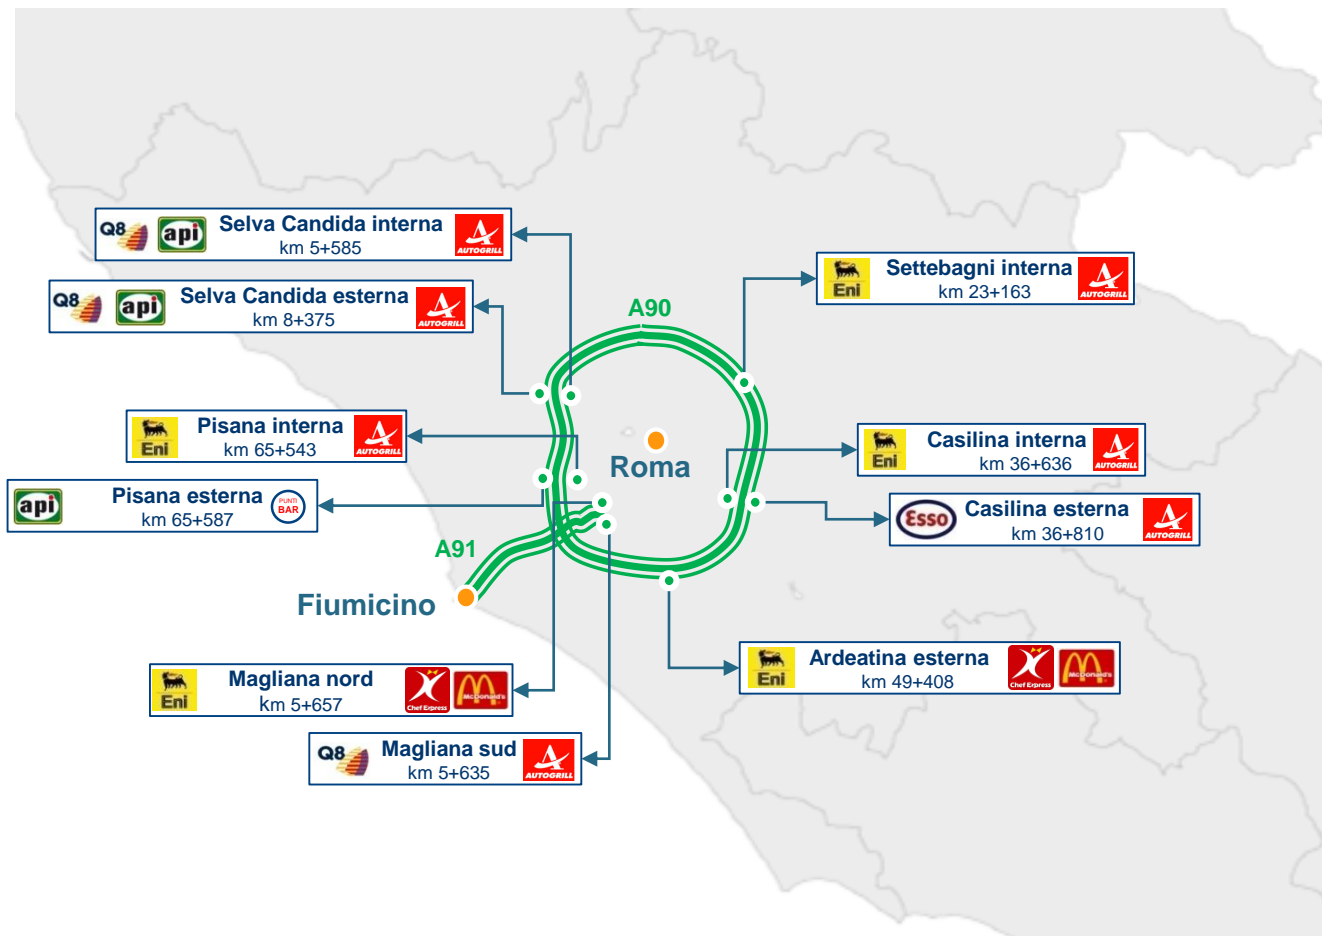 Q8
api
Selva Candida interna
km 5+585
AUTOGRILL
Q8
api
Selva Candida esterna
km 8+375
AUTOGRILL
Eni
Settebagni interna
km 23+163
AUTOGRILL
A90
Eni
Pisana interna
km 65+543
AUTOGRILL
Eni
Casilina interna
km 36+636
AUTOGRILL
Roma
api
Pisana esterna
km 65+587
PUNTI
BAR
Esso
Casilina esterna
km 36+810
AUTOGRILL
A91
Fiumicino
Eni
Magliana nord
km 5+657
Chef Express
McDonald's
Eni
Ardeatina esterna
km 49+408
Chef Express
McDonald's
Q8
Magliana sud
km 5+635
AUTOGRILL